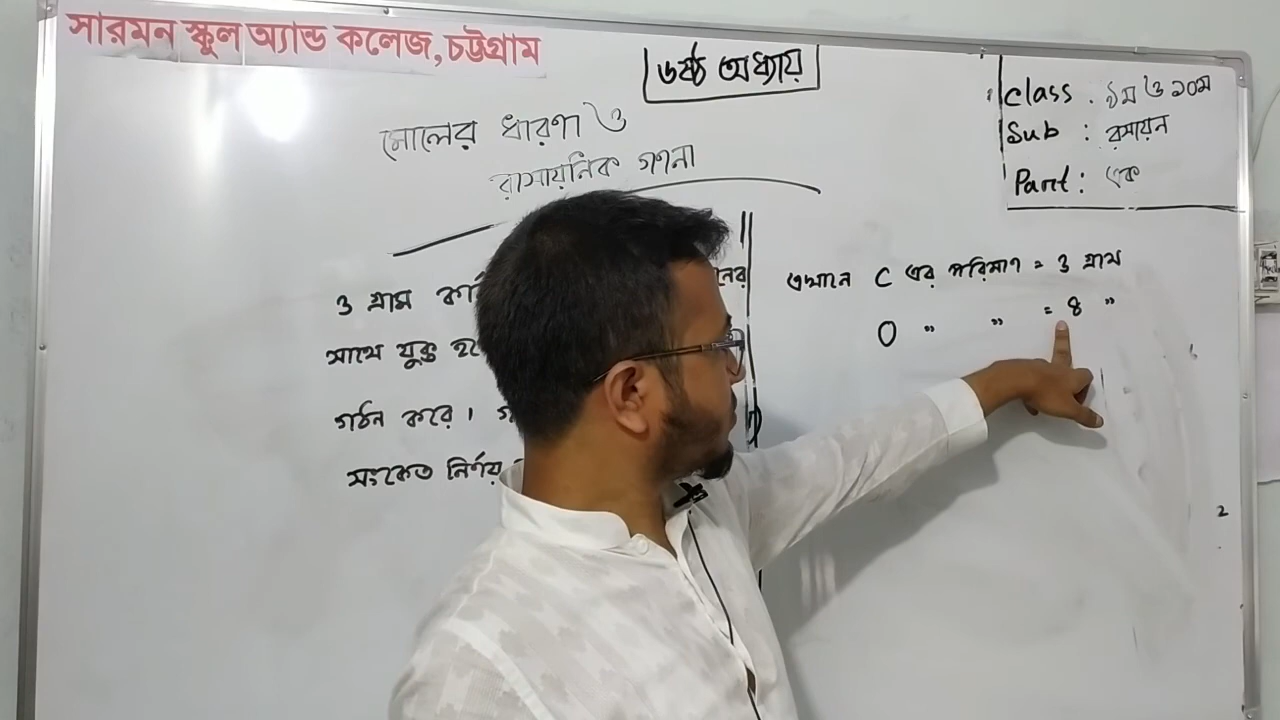 সারমন স্কুল অ্যান্ড কলেজ, চট্টগ্রাম
৬ষ্ঠ অধ্যায়
class . ৯ম ও ১০ম
Sub : রসায়ন
Part : এক
মোলের ধারণা ও
রাসায়নিক গণনা
৩ গ্রাম
সাথে যুক্ত
গঠন করে।
সংকেত নির্ণয়
এখানে C এর পরিমাণ = 3 গ্রাম
O " " = 8 "
2